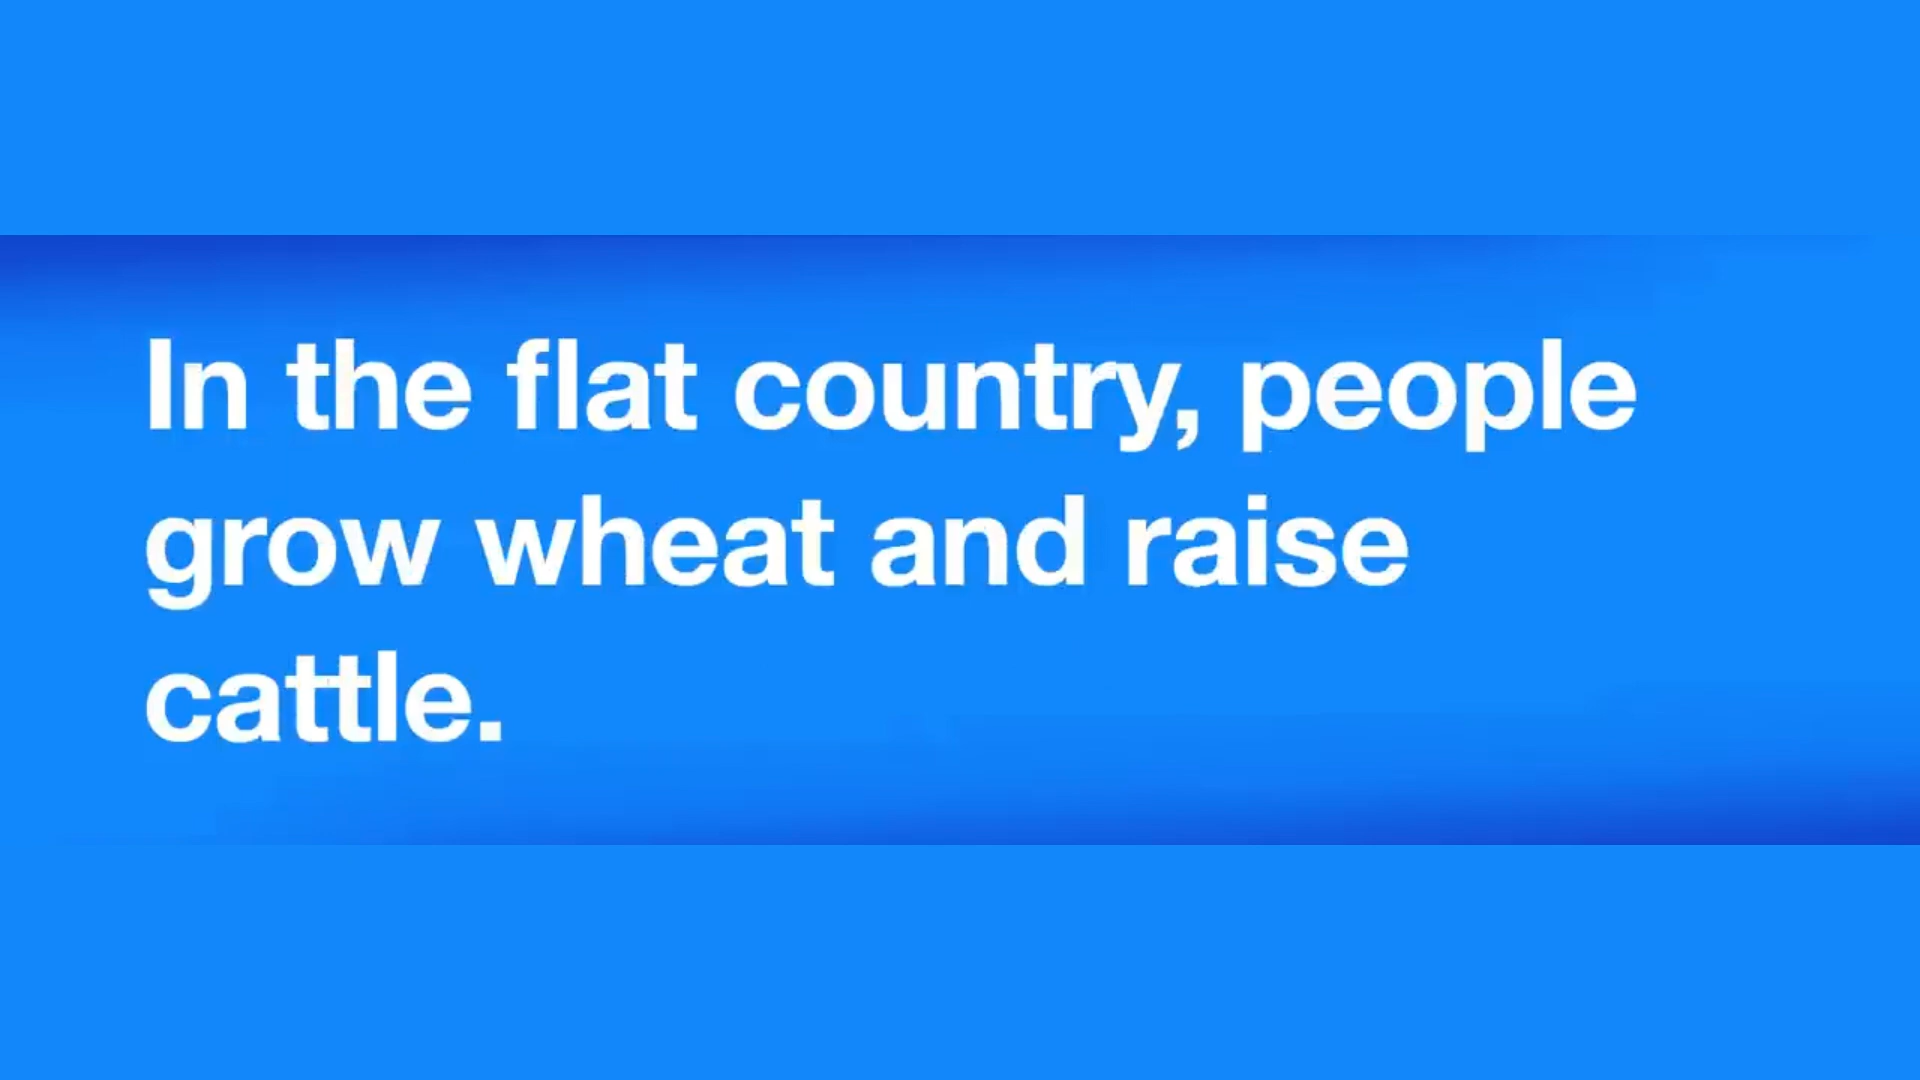 In the flat country, people
grow wheat and raise
cattle.